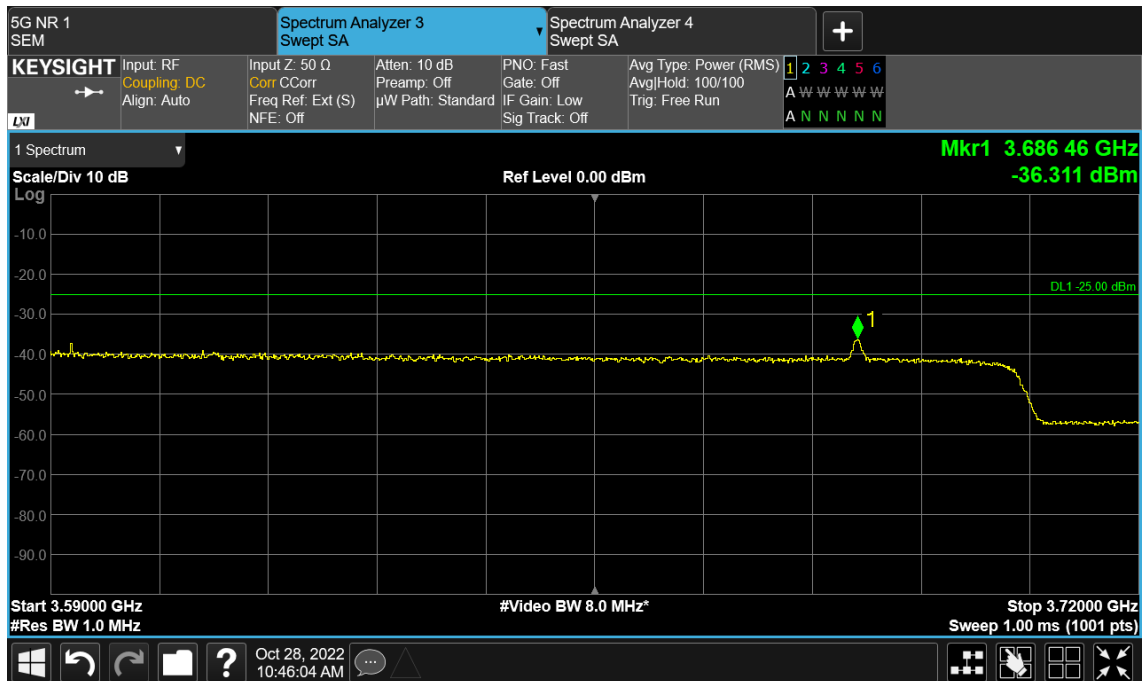 5G NR 1
SEM
Spectrum Analyzer 3
Swept SA
Spectrum Analyzer 4
Swept SA
KEYSIGHT
LXI
Input: RF
Coupling: DC
Align: Auto
Input Z: 50 Ω
Corr CCorr
Freq Ref: Ext (S)
NFE: Off
Atten: 10 dB
Preamp: Off
µW Path: Standard
PNO: Fast
Gate: Off
IF Gain: Low
Sig Track: Off
Avg Type: Power (RMS)
Avg|Hold: 100/100
Trig: Free Run
1 2 3 4 5 6
A W W W W W
A N N N N N
1 Spectrum
Mkr1 3.686 46 GHz
-36.311 dBm
Scale/Div 10 dB
Ref Level 0.00 dBm
Log
-10.0
-20.0
DL1 -25.00 dBm
-30.0
1
-40.0
-50.0
-60.0
-70.0
-80.0
-90.0
Start 3.59000 GHz
#Video BW 8.0 MHz*
Stop 3.72000 GHz
#Res BW 1.0 MHz
Sweep 1.00 ms (1001 pts)
?
Oct 28, 2022
10:46:04 AM